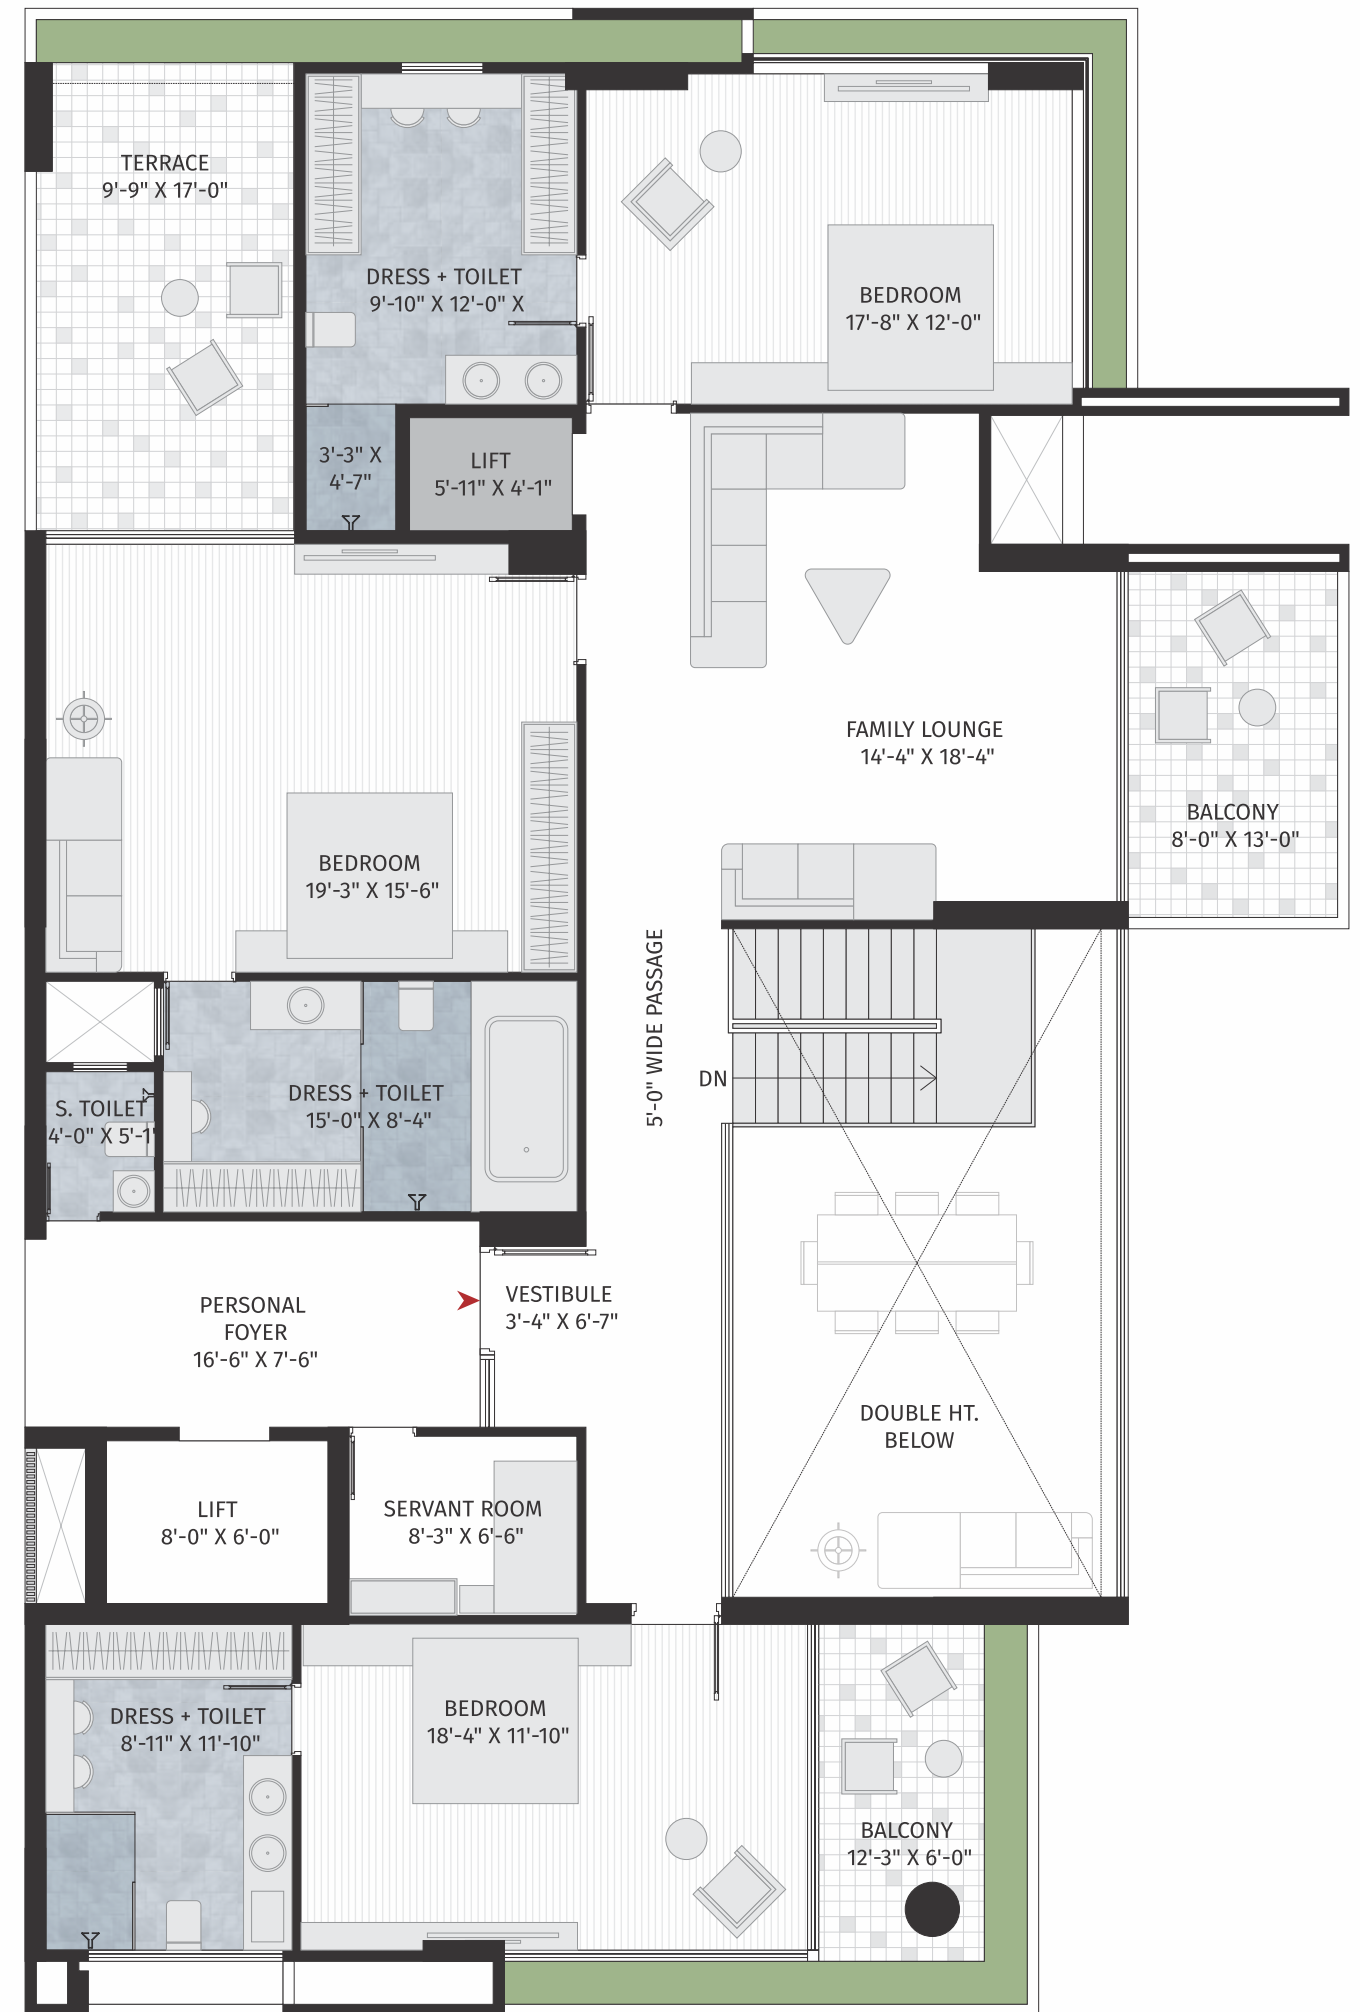 TERRACE
9'-9" X 17'-0"
DRESS + TOILET
9'-10" X 12'-0" X
BEDROOM
17'-8" X 12'-0"
3'-3" X
4'-7"
LIFT
5'-11" X 4'-1"
FAMILY LOUNGE
14'-4" X 18'-4"
BALCONY
8'-0" X 13'-0"
BEDROOM
19'-3" X 15'-6"
5'-0" WIDE PASSAGE
DN
S. TOILET
4'-0" X 5'-1"
DRESS + TOILET
15'-0" X 8'-4"
PERSONAL
FOYER
16'-6" X 7'-6"
VESTIBULE
3'-4" X 6'-7"
DOUBLE HT.
BELOW
LIFT
8'-0" X 6'-0"
SERVANT ROOM
8'-3" X 6'-6"
DRESS + TOILET
8'-11" X 11'-10"
BEDROOM
18'-4" X 11'-10"
BALCONY
12'-3" X 6'-0"